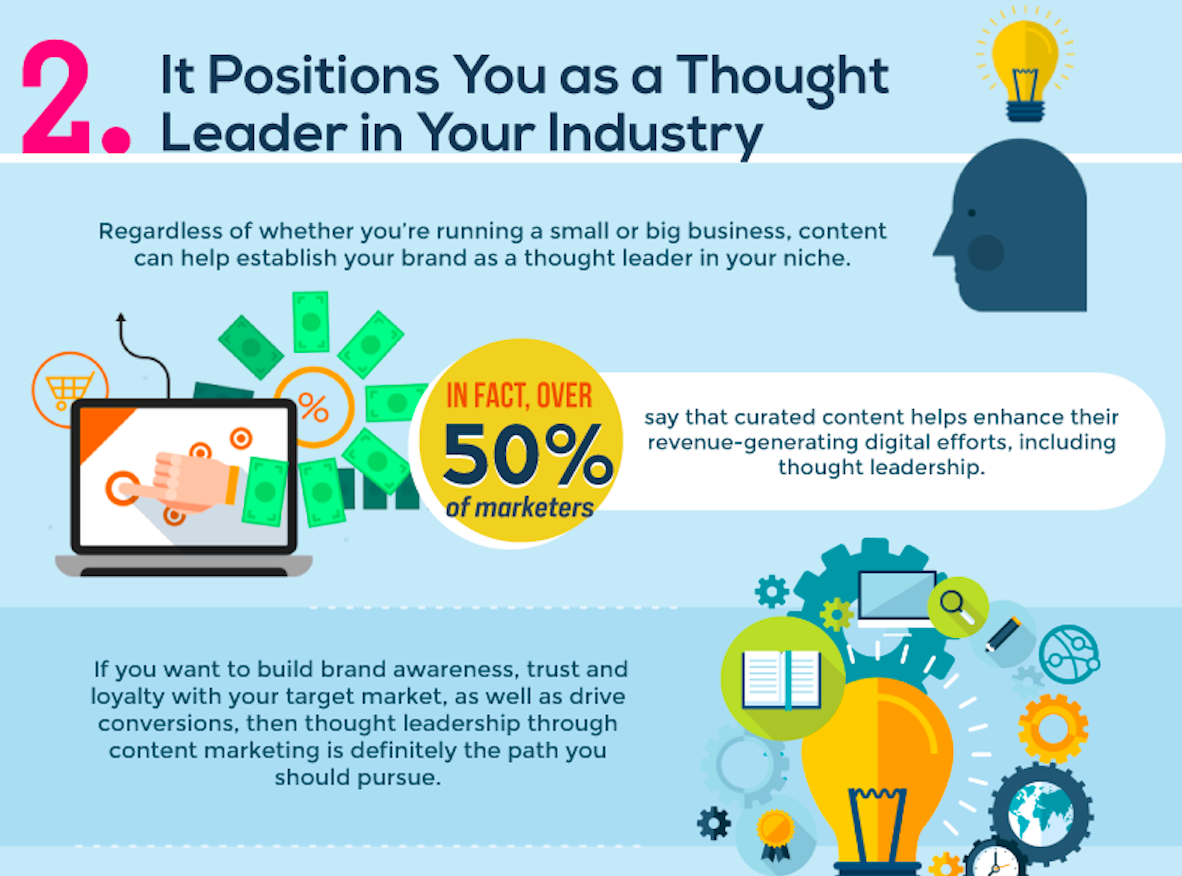 2.
It Positions You as a Thought
Leader in Your Industry
Regardless of whether you're running a small or big business, content
can help establish your brand as a thought leader in your niche.
%
IN FACT, OVER
50%
of marketers
say that curated content helps enhance their
revenue-generating digital efforts, including
thought leadership.
If you want to build brand awareness, trust and
loyalty with your target market, as well as drive
conversions, then thought leadership through
content marketing is definitely the path you
should pursue.